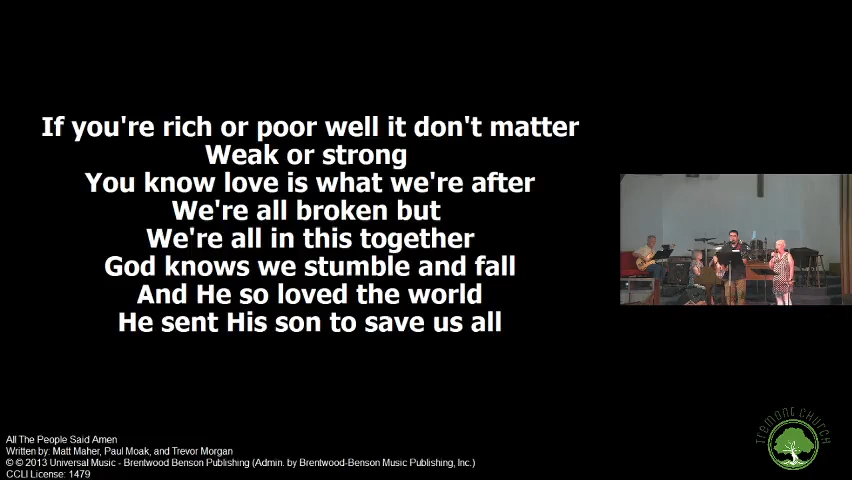 If you're rich or poor well it don't matter
Weak or strong
You know love is what we're after
We're all broken but
We're all in this together
God knows we stumble and fall
And He so loved the world
He sent His son to save us all
All The People Said Amen
Written by: Matt Maher, Paul Moak, and Trevor Morgan
© © 2013 Universal Music - Brentwood Benson Publishing (Admin. by Brentwood-Benson Music Publishing, Inc.)
CCLI License: 1479
TREMONT CHURCH